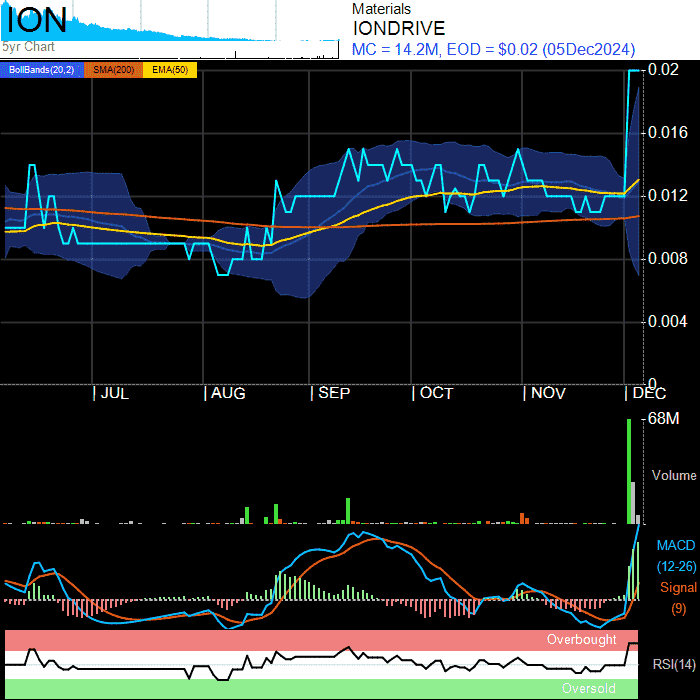 ION
5yr Chart
Materials
IONDRIVE
MC = 14.2M, EOD = $0.02 (05Dec2024)
BollBands(20,2) SMA(200) EMA(50)
0.02
0.016
0.012
0.008
0.004
0
JUL AUG SEP OCT NOV DEC
68M
Volume
MACD
(12-26)
Signal
(9)
Overbought
RSI(14)
Oversold